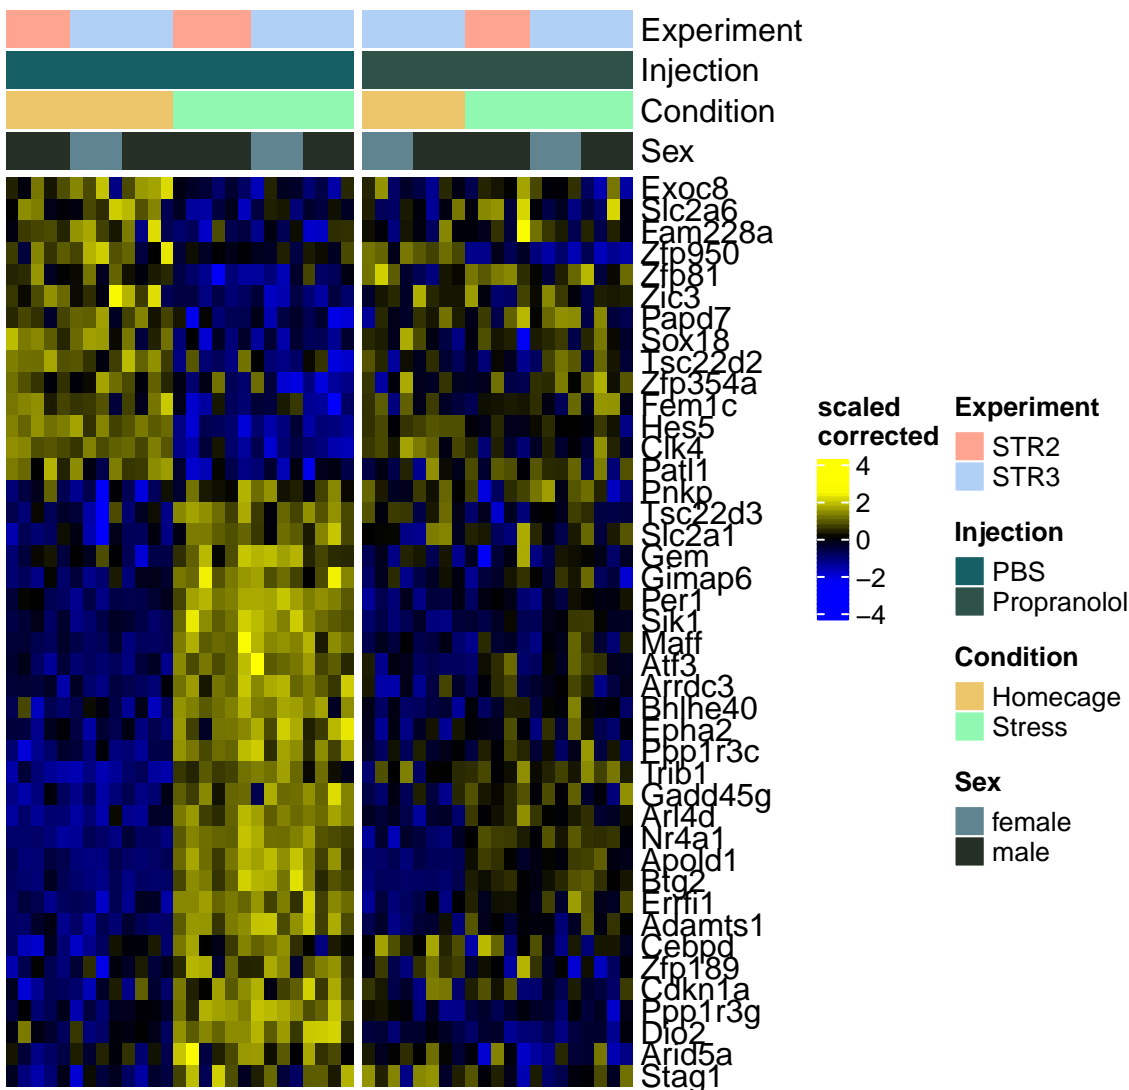 Experiment
Injection
Condition
Sex
Exoc8
Slc2a6
Fam228a
Zfp950
Zfp81
Zic3
Papd7
Sox18
Tsc22d2
Zfp354a
Fem1c
Hes5
Clk4
Patl1
Pnkp
Tsc22d3
Slc2a1
Gem
Gimap6
Per1
Sik1
Maff
Atf3
Arrdc3
Bhlhe40
Epha2
Ppp1r3c
Trib1
Gadd45g
Arl4d
Nr4a1
Apold1
Btg2
Errfi1
Adamts1
Cebpd
Zfp189
Cdkn1a
Ppp1r3g
Dio2
Arid5a
Stag1
scaled
corrected
4
2
0
−2
−4
Experiment
STR2
STR3
Injection
PBS
Propranolol
Condition
Homecage
Stress
Sex
female
male